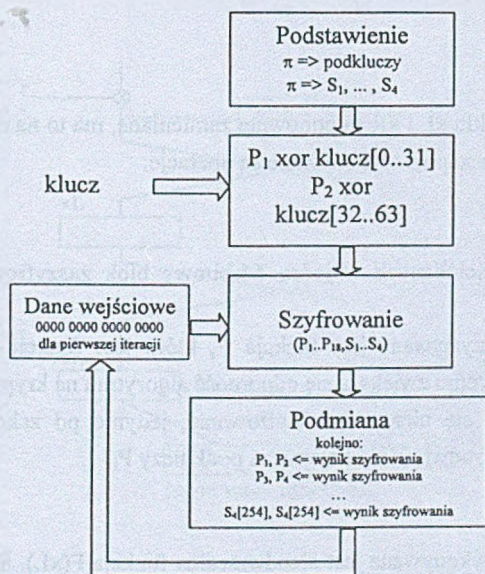 Podstawienie
π => podkluczy
π => S₁, ... , S₄
P₁ xor klucz[0..31]
P₂ xor
klucz[32..63]
klucz
Dane wejściowe
0000 0000 0000 0000
dla pierwszej iteracji
Szyfrowanie
(P₁..P₁₈,S₁..S₄)
Podmiana
kolejno:
P₁, P₂ <= wynik szyfrowania
P₃, P₄ <= wynik szyfrowania
...
S₄[254], S₄[254] <= wynik szyfrowania